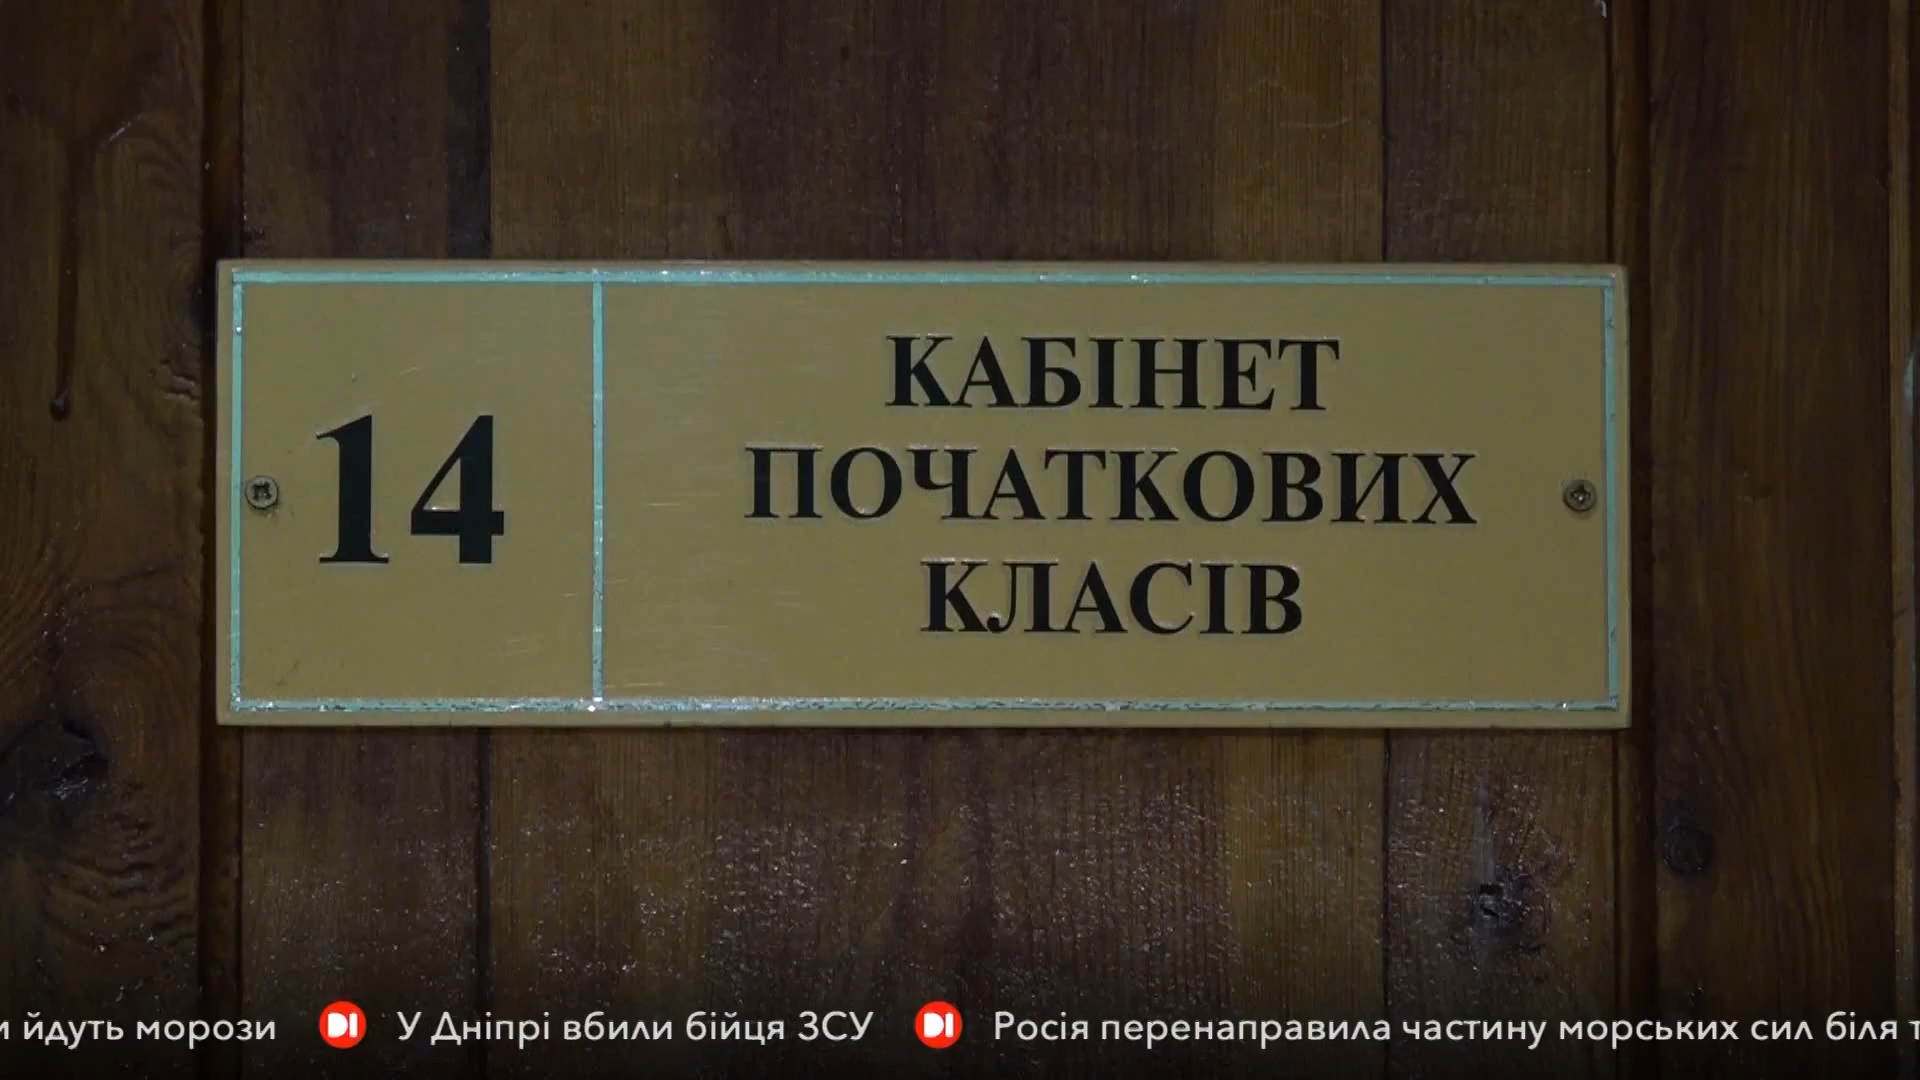 14
КАБІНЕТ
ПОЧАТКОВИХ
КЛАСІВ
йдуть морози
У Дніпрі вбили бійця ЗСУ
Росія перенаправила частину морських сил біля